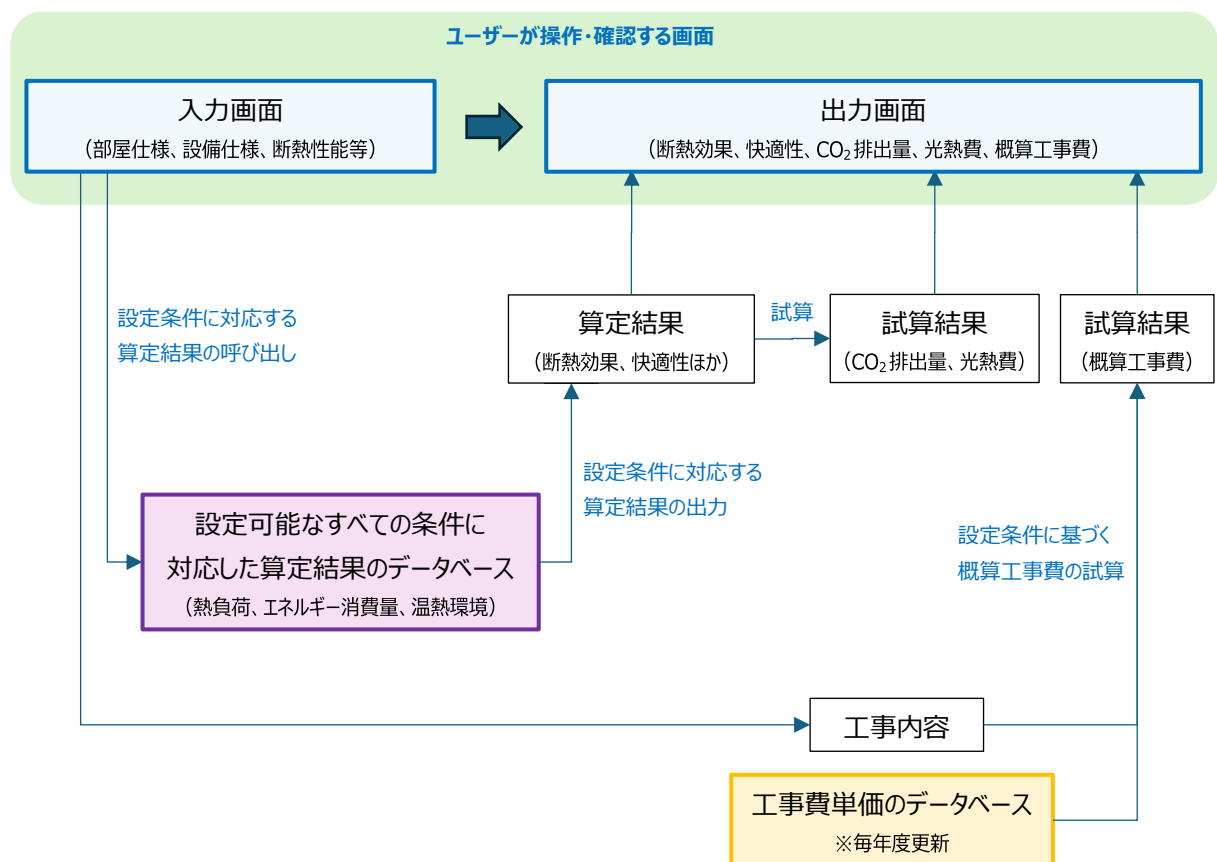 ユーザーが操作・確認する画面
入力画面
（部屋仕様、設備仕様、断熱性能等）
出力画面
（断熱効果、快適性、CO₂排出量、光熱費、概算工事費）
設定条件に対応する
算定結果の呼び出し
算定結果
（断熱効果、快適性ほか）
試算
試算結果
（CO₂排出量、光熱費）
試算結果
（概算工事費）
設定条件に対応する
算定結果の出力
設定可能なすべての条件に
対応した算定結果のデータベース
（熱負荷、エネルギー消費量、温熱環境）
設定条件に基づく
概算工事費の試算
工事内容
工事費単価のデータベース
※毎年度更新